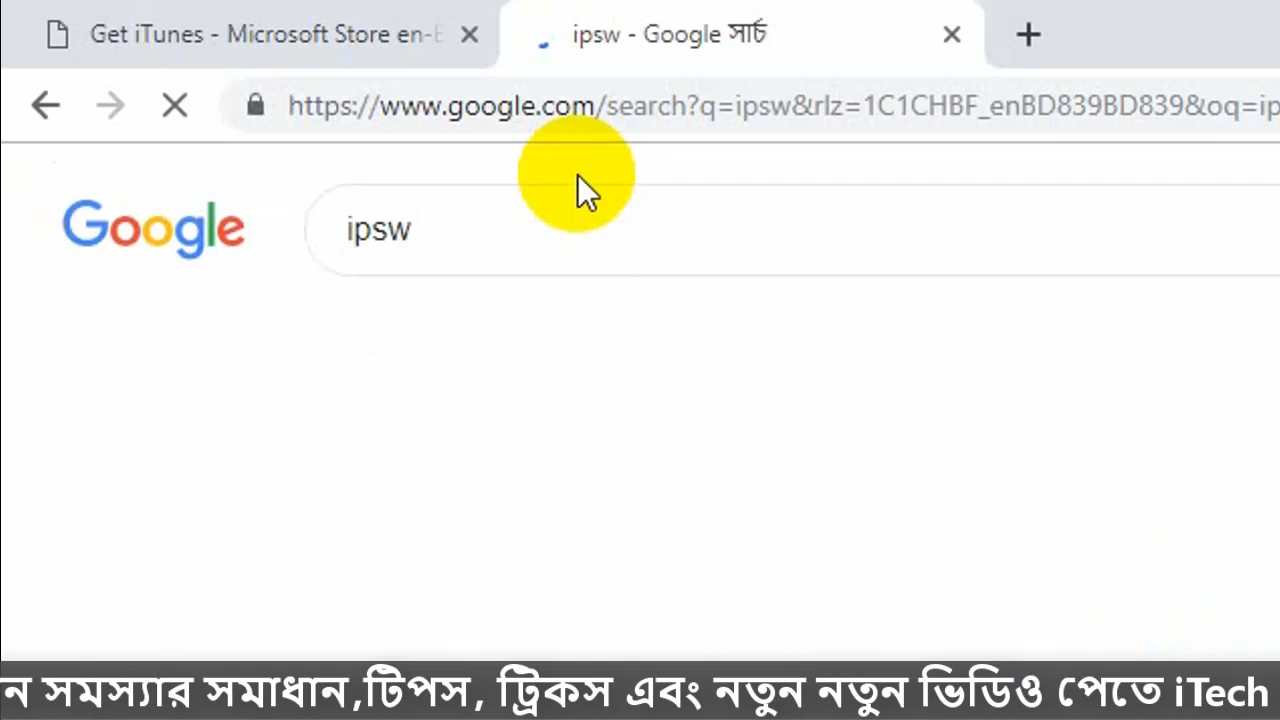 Get iTunes - Microsoft Store en-
ipsw - Google সার্চ
https://www.google.com/search?q=ipsw&rlz=1C1CHBF_enBD839BD839&oq=ip
Google
ipsw
ন সমস্যার সমাধান,টিপস, ট্রিকস এবং নতুন নতুন ভিডিও পেতে iTech